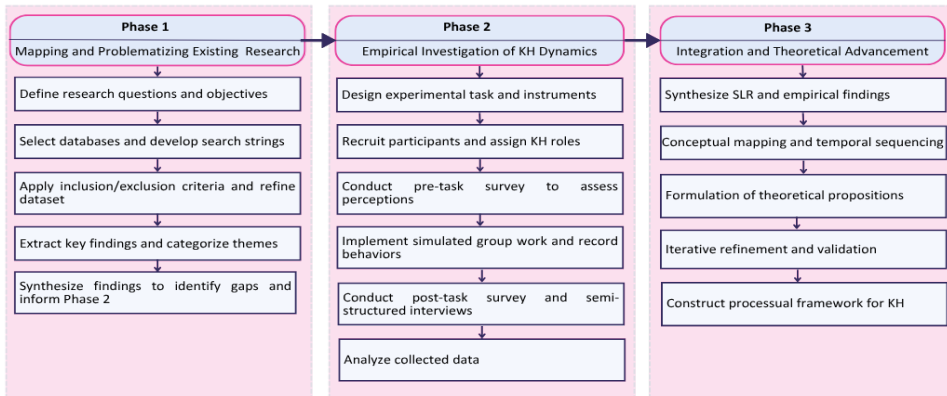 Phase 1
Mapping and Problematizing Existing Research
Define research questions and objectives
Select databases and develop search strings
Apply inclusion/exclusion criteria and refine
dataset
Extract key findings and categorize themes
Synthesize findings to identify gaps and
inform Phase 2
Phase 2
Empirical Investigation of KH Dynamics
Design experimental task and instruments
Recruit participants and assign KH roles
Conduct pre-task survey to assess
perceptions
Implement simulated group work and record
behaviors
Conduct post-task survey and semi-
structured interviews
Analyze collected data
Phase 3
Integration and Theoretical Advancement
Synthesize SLR and empirical findings
Conceptual mapping and temporal sequencing
Formulation of theoretical propositions
Iterative refinement and validation
Construct processual framework for KH